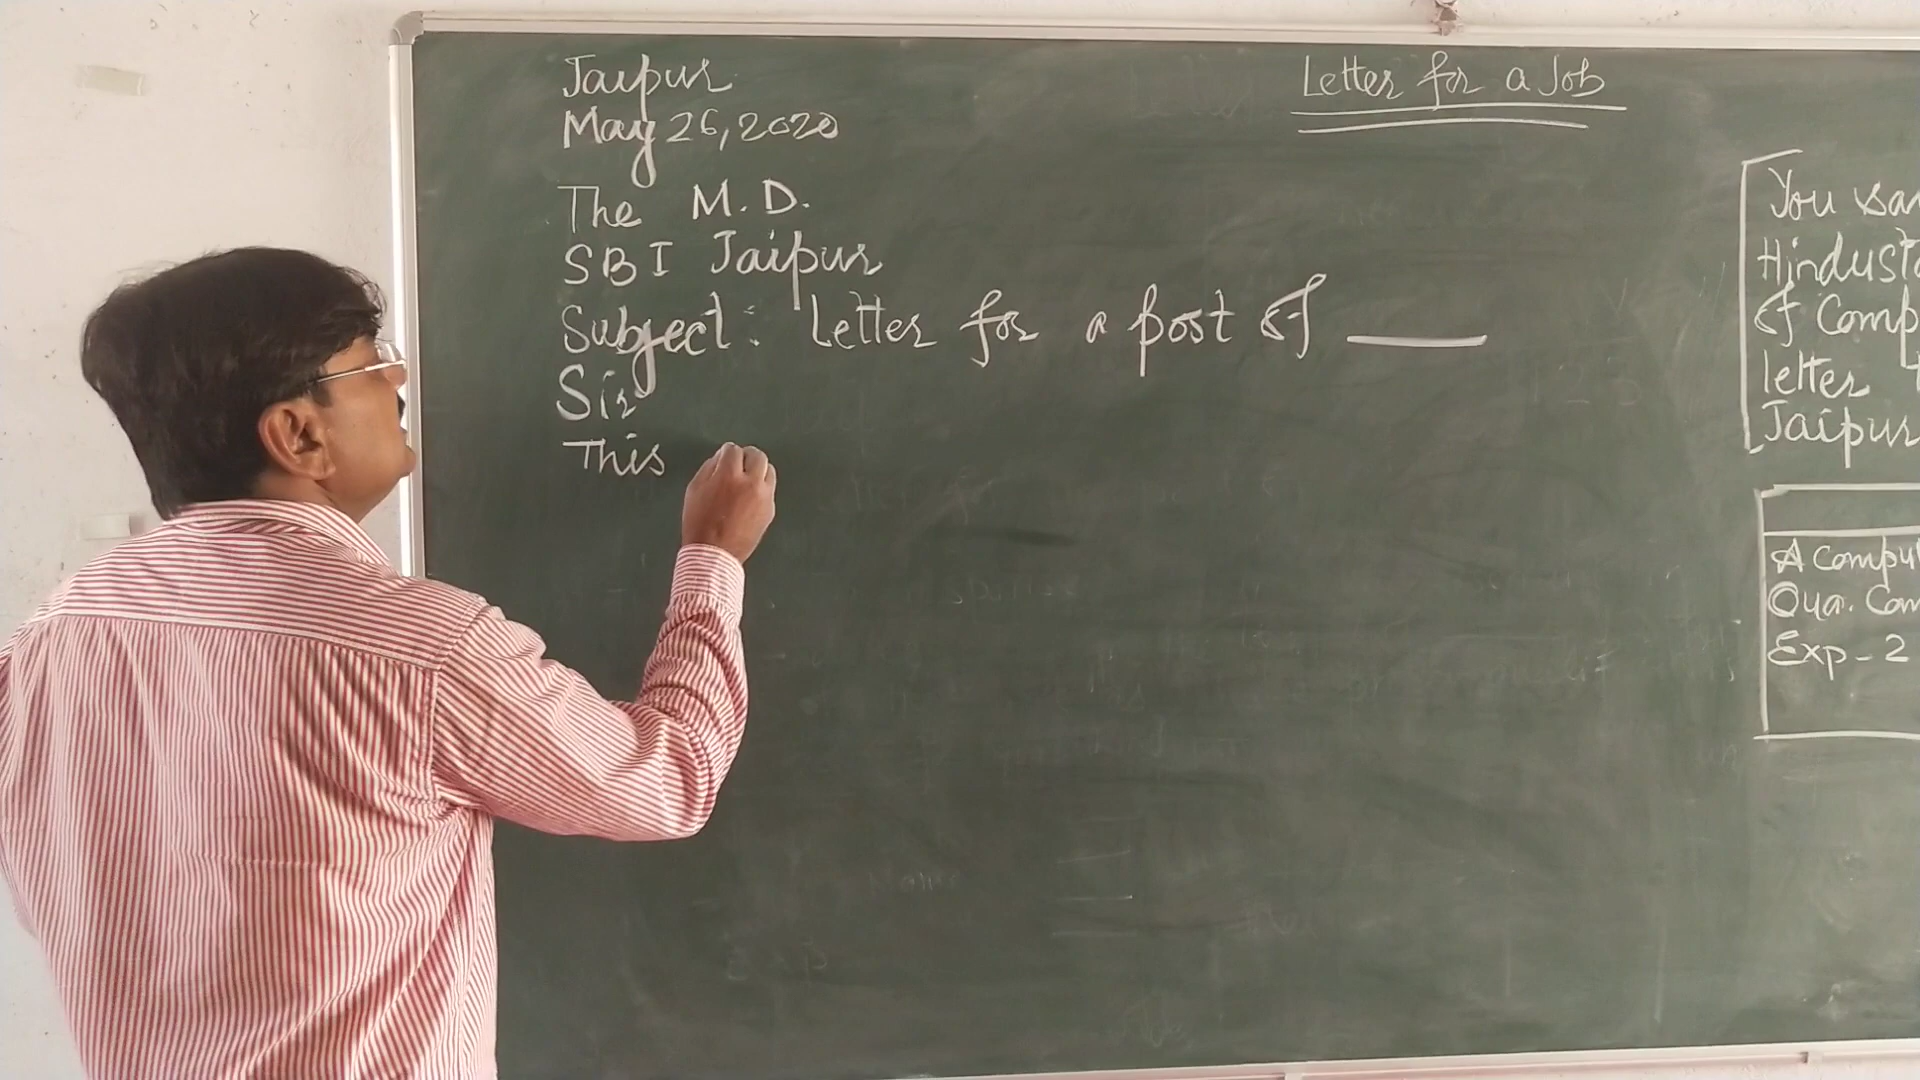 Jaipur
May 26, 2020
The M.D.
SBI Jaipur
Subject: Letter for a post of ____
Sir
This
Letter for a Job
You
Hindust
of Comp
letter
Jaipur
A Comput
Qua. Com
Exp - 2